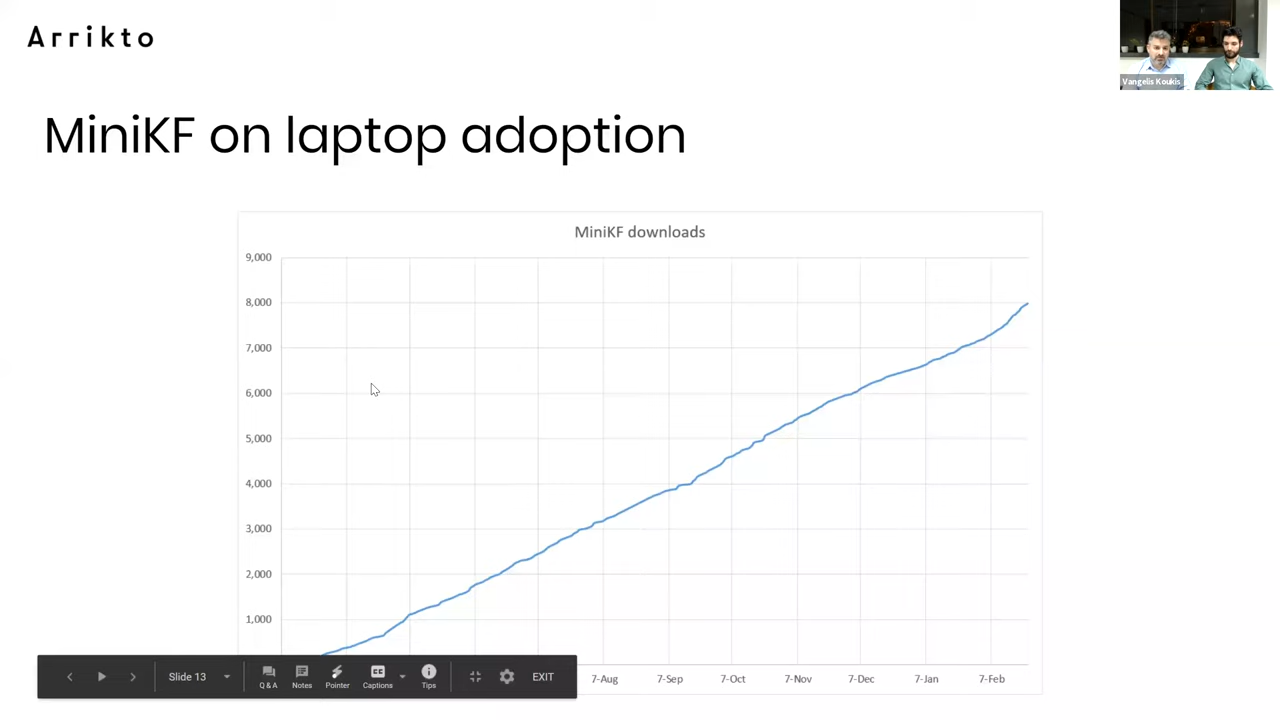 Arrikto
Vangelis Koukis
MiniKF on laptop adoption
MiniKF downloads
9,000
8,000
7,000
6,000
5,000
4,000
3,000
2,000
1,000
7-Aug 7-Sep 7-Oct 7-Nov 7-Dec 7-Jan 7-Feb
Slide 13 Q & A Notes Pointer CC Captions Tips EXIT